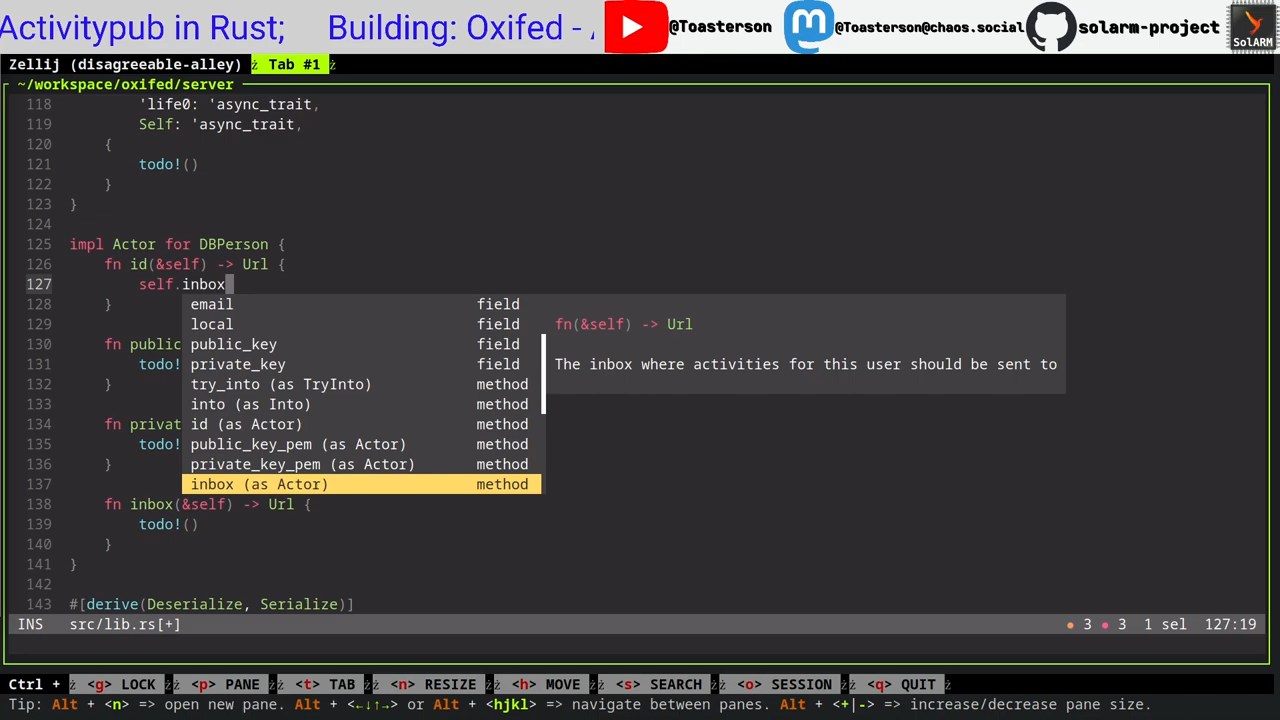 Activitypub in Rust;     Building: Oxifed -
@Toasterson @Toasterson@chaos.social solarm-project SolARM
Zellij (disagreeable-alley) Tab #1
~/workspace/oxifed/server
118 'life0: 'async_trait,
119 Self: 'async_trait,
120 {
121 todo!()
122 }
123 }
124
125 impl Actor for DBPerson {
126 fn id(&self) -> Url {
127 self.inbox
128 }
email field
129
local field
fn(&self) -> Url
130 fn public
public_key field
131 todo!
private_key field
The inbox where activities for this user should be sent to
132 }
try_into (as TryInto) method
133
into (as Into) method
134 fn privat
id (as Actor) method
135 todo!
public_key_pem (as Actor) method
136 }
private_key_pem (as Actor) method
137
inbox (as Actor) method
138 fn inbox(&self) -> Url {
139 todo!()
140 }
141 }
142
143 #[derive(Deserialize, Serialize)]
INS src/lib.rs[+] ● 3 ● 3 1 sel 127:19
Ctrl + <g> LOCK <p> PANE <t> TAB <n> RESIZE <h> MOVE <s> SEARCH <o> SESSION <q> QUIT
Tip: Alt + <n> => open new pane. Alt + <←↓↑→> or Alt + <hjkl> => navigate between panes. Alt + <+|-> => increase/decrease pane size.